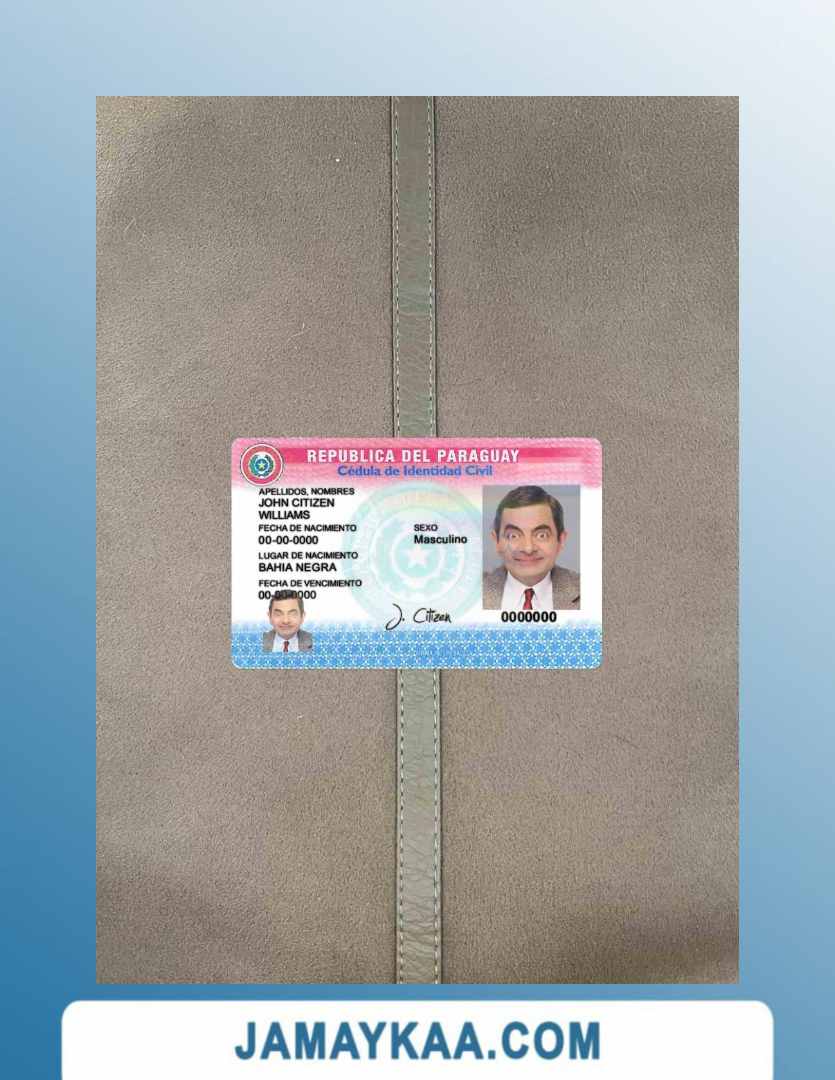 REPUBLICA DEL PARAGUAY
Cédula de Identidad Civil
APELLIDOS, NOMBRES
JOHN CITIZEN
WILLIAMS
FECHA DE NACIMIENTO
00-00-0000
SEXO
Masculino
LUGAR DE NACIMIENTO
BAHIA NEGRA
FECHA DE VENCIMIENTO
00-00-0000
J. Citizen
0000000
JAMAYKAA.COM